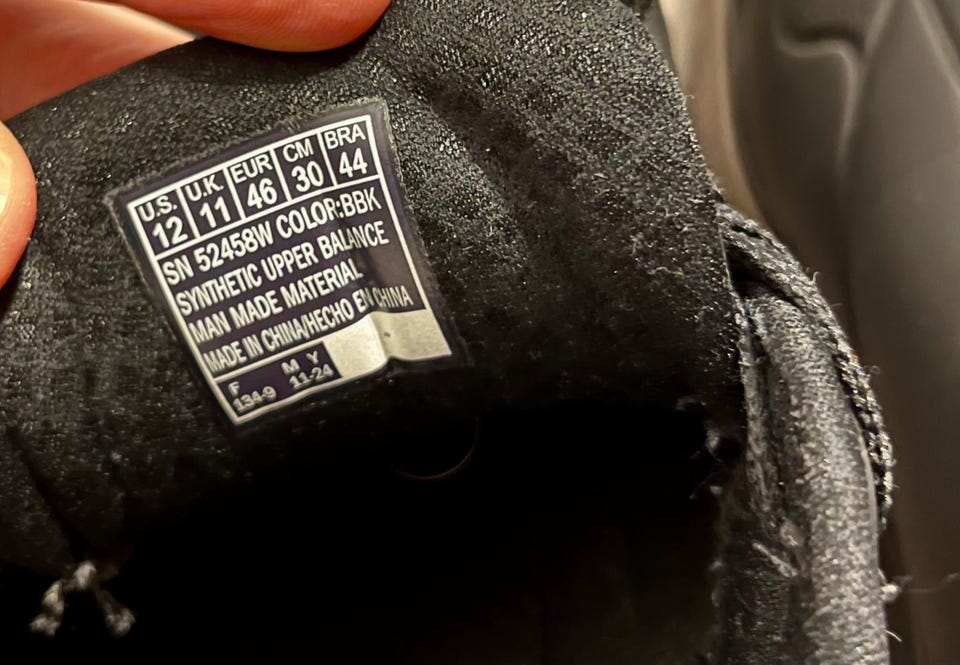 U.S. U.K. EUR CM BRA
12 11 46 30 44
SN 52458W COLOR:BBK
SYNTHETIC UPPER BALANCE
MAN MADE MATERIAL
MADE IN CHINA/HECHO EN CHINA
F M Y
134-9 11-24